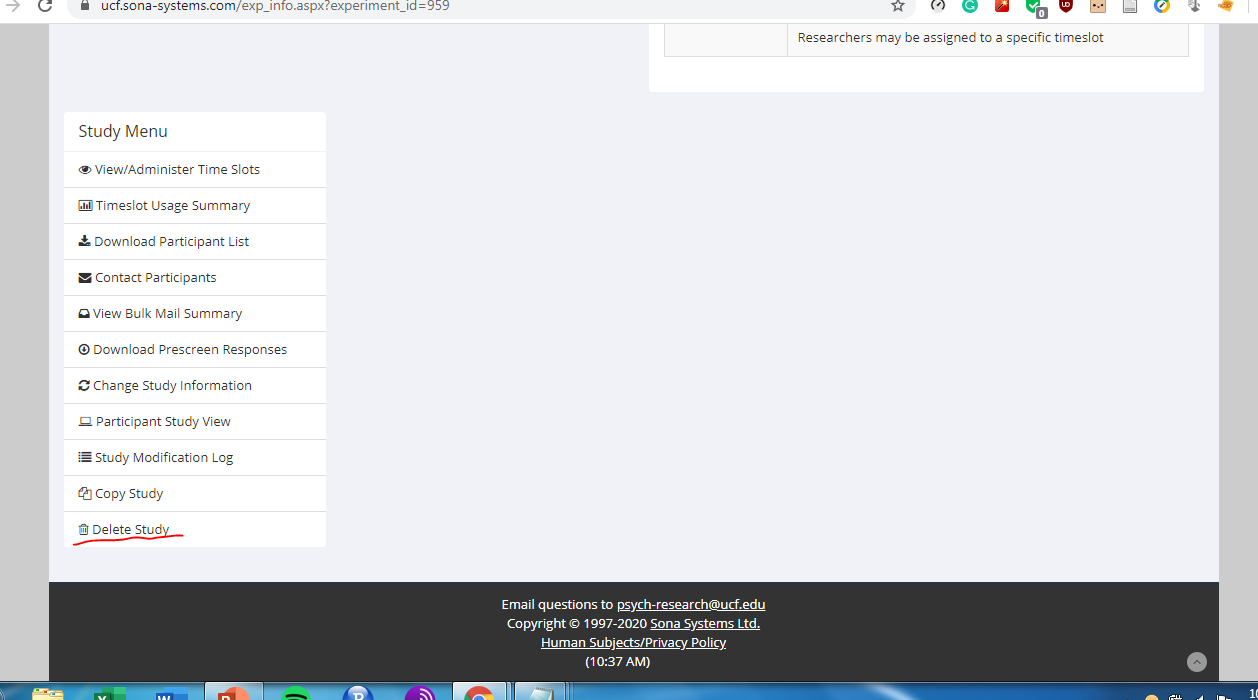 ucf.sona-systems.com/exp_info.aspx?experiment_id=959
0
Researchers may be assigned to a specific timeslot
Study Menu
View/Administer Time Slots
Timeslot Usage Summary
Download Participant List
Contact Participants
View Bulk Mail Summary
Download Prescreen Responses
Change Study Information
Participant Study View
Study Modification Log
Copy Study
Delete Study
Email questions to psych-research@ucf.edu
Copyright © 1997-2020 Sona Systems Ltd.
Human Subjects/Privacy Policy
(10:37 AM)